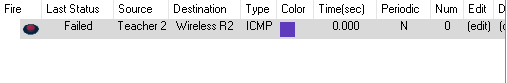 Fire Last Status Source Destination Type Color Time(sec) Periodic Num Edit D
Failed Teacher 2 Wireless R2 ICMP 0.000 N 0 (edit) (